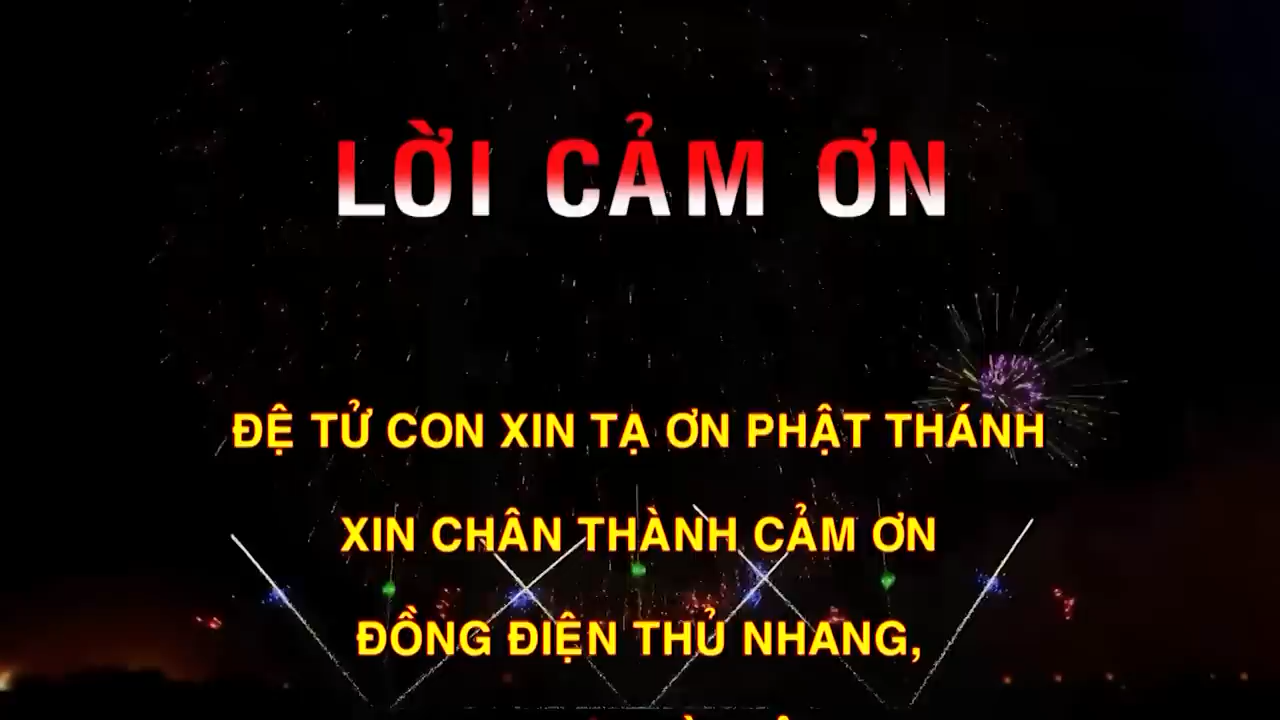 LỜI CẢM ƠN
ĐỆ TỬ CON XIN TẠ ƠN PHẬT THÁNH
XIN CHÂN THÀNH CẢM ƠN
ĐỒNG ĐIỆN THỦ NHANG,